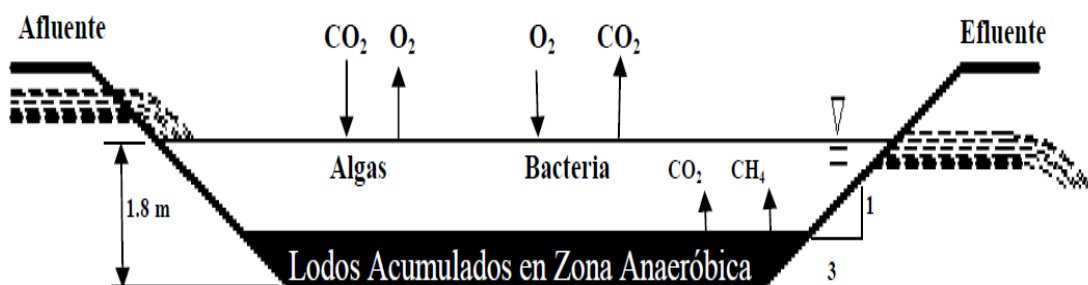 Afluente
Efluente
CO₂ O₂ O₂ CO₂
Algas Bacteria
CO₂ CH₄
1.8 m
1
3
Lodos Acumulados en Zona Anaeróbica